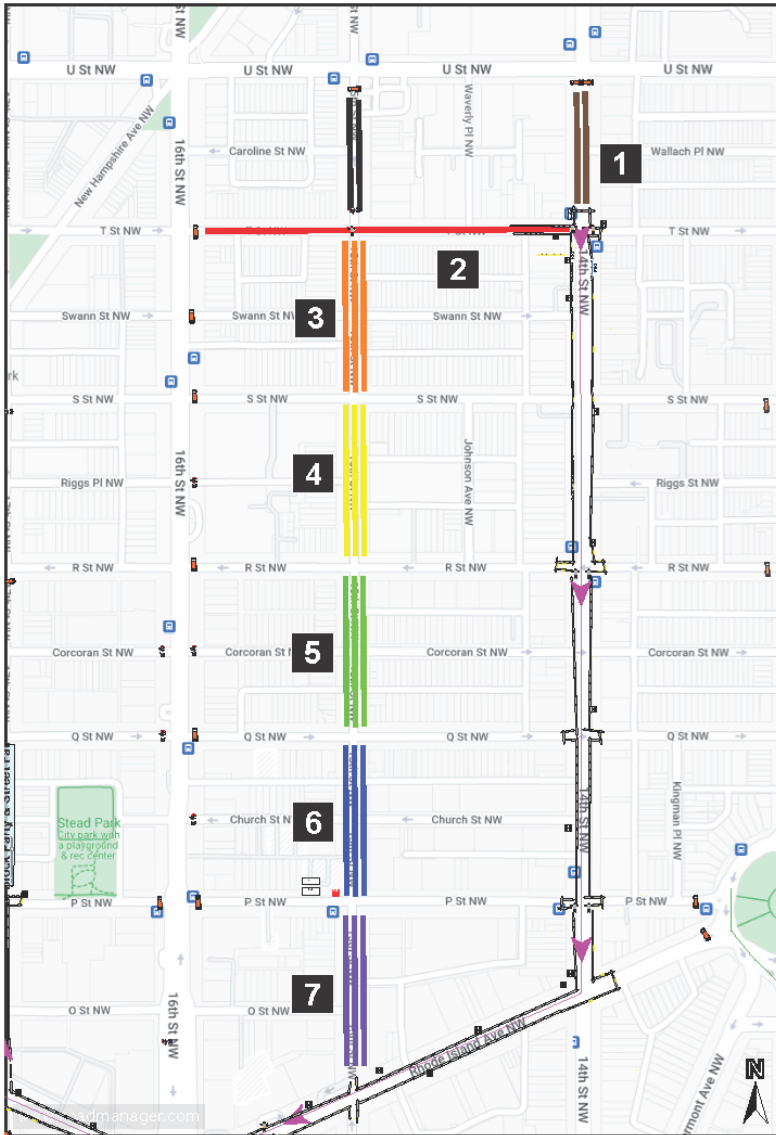 U St NW
U St NW
U St NW
U St NW
New Hampshire Ave NW
16th St NW
Caroline St NW
Waverly Pl NW
1
Wallach Pl NW
T St NW
T St NW
2
14th St NW
Swann St NW
Swann St NW
3
Swann St NW
S St NW
S St NW
S St NW
S St NW
16th St NW
Riggs Pl NW
4
Johnson Ave NW
Riggs St NW
R St NW
R St NW
R St NW
R St NW
Corcoran St NW
Corcoran St N
5
Corcoran St NW
Corcoran St NW
Q St NW
Q St NW
Q St NW
Q St NW
Stead Park
City park with
a playground
& rec center
Church St N
6
Church St NW
14th St NW
Kingman Pl NW
P St NW
P St NW
P St NW
P St NW
7
16th St NW
O St NW
O St NW
Rhode Island Ave NW
14th St NW
ermont Ave NW
N
admanager.com